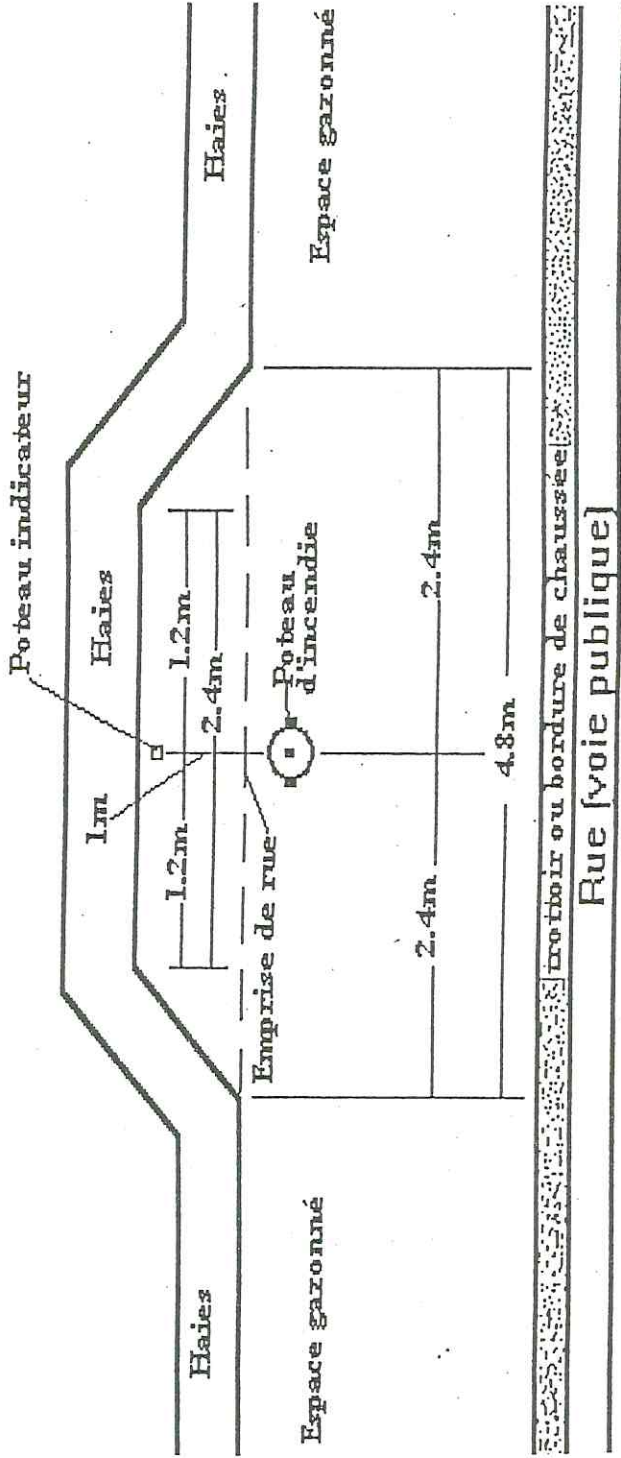 Poteau indicateur
1m
Haies
Haies
Haies.
1.2m
1.2m
2.4m
Emprise de rue
Poteau
d'incendie
Espace gazonné
Espace gazonné
2.4m
2.4m
4.8m
trottoir ou bordure de chaussée
Rue (voie publique)